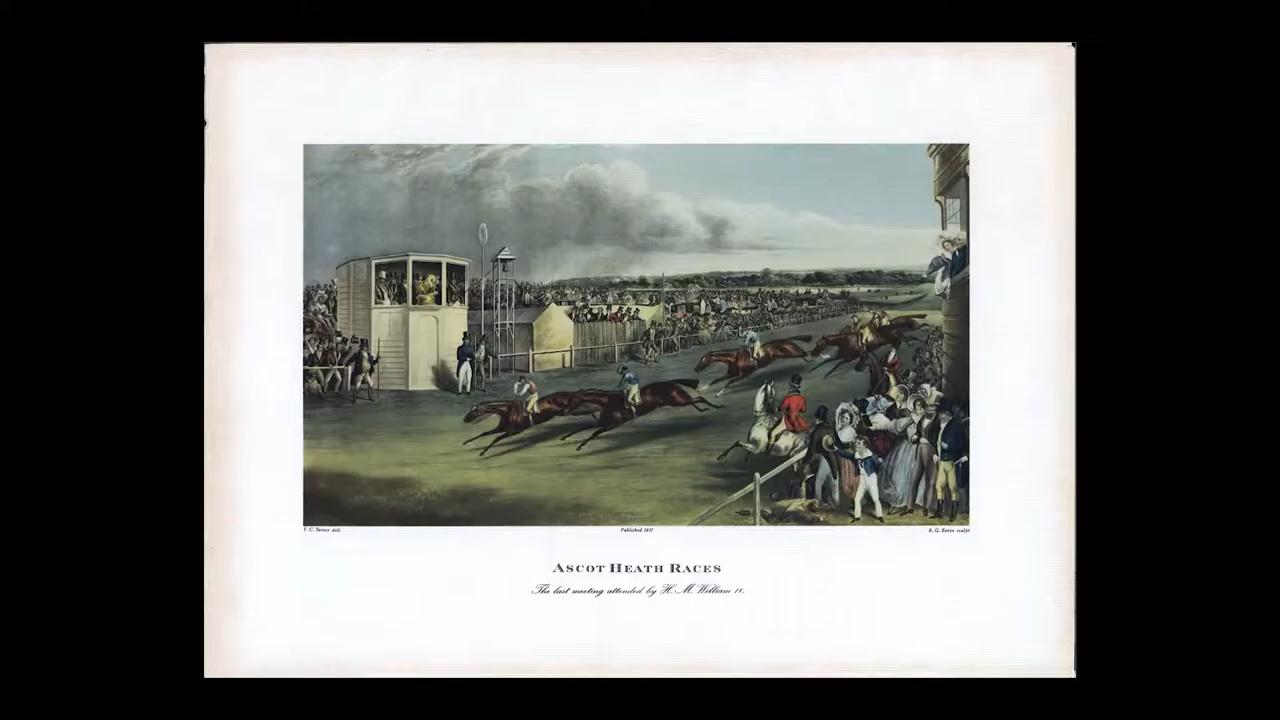 F. C. Turner delt
Published 1837
R. G. Reeve sculpt
ASCOT HEATH RACES
The last meeting attended by H. M. William IV.